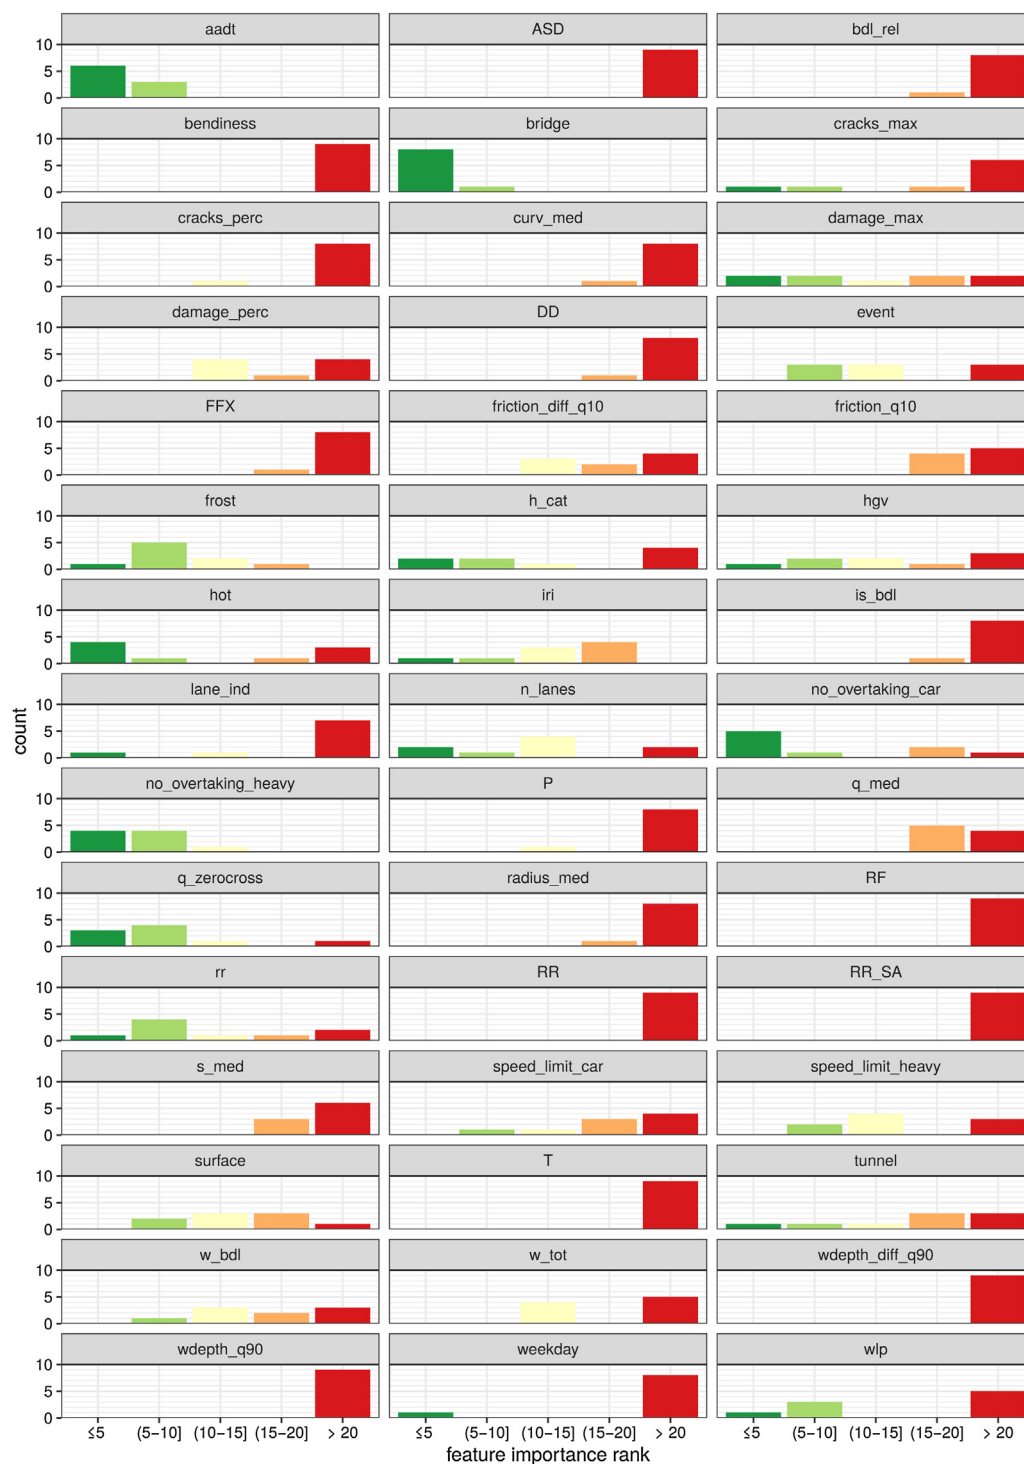 aadt ASD bdl_rel
10
5
0
bendiness bridge cracks_max
10
5
0
cracks_perc curv_med damage_max
10
5
0
damage_perc DD event
10
5
0
FFX friction_diff_q10 friction_q10
10
5
0
frost h_cat hgv
10
5
0
hot iri is_bdl
10
5
0
lane_ind n_lanes no_overtaking_car
10
5
0
count
no_overtaking_heavy P q_med
10
5
0
q_zerocross radius_med RF
10
5
0
rr RR RR_SA
10
5
0
s_med speed_limit_car speed_limit_heavy
10
5
0
surface T tunnel
10
5
0
w_bdl w_tot wdepth_diff_q90
10
5
0
wdepth_q90 weekday wlp
10
5
0
≤5 (5−10] (10−15] (15−20] > 20 ≤5 (5−10] (10−15] (15−20] > 20 ≤5 (5−10] (10−15] (15−20] > 20
feature importance rank